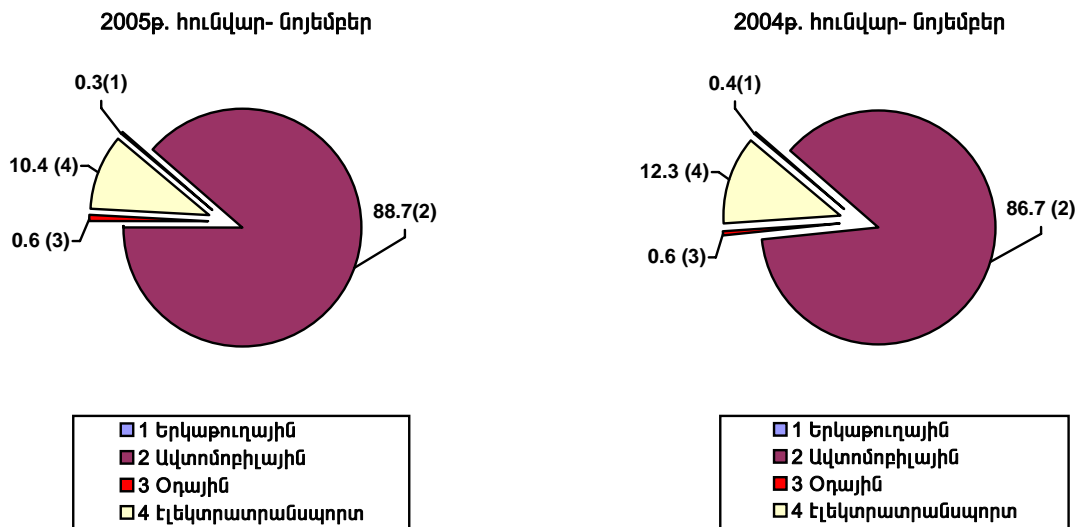 2005թ. հունվար- նոյեմբեր
0.3(1)
10.4 (4)
0.6 (3)
88.7(2)
1 Երկաթուղային
2 Ավտոմոբիլային
3 Օդային
4 Էլեկտրատրանսպորտ
2004թ. հունվար- նոյեմբեր
0.4(1)
12.3 (4)
0.6 (3)
86.7 (2)
1 Երկաթուղային
2 Ավտոմոբիլային
3 Օդային
4 Էլեկտրատրանսպորտ